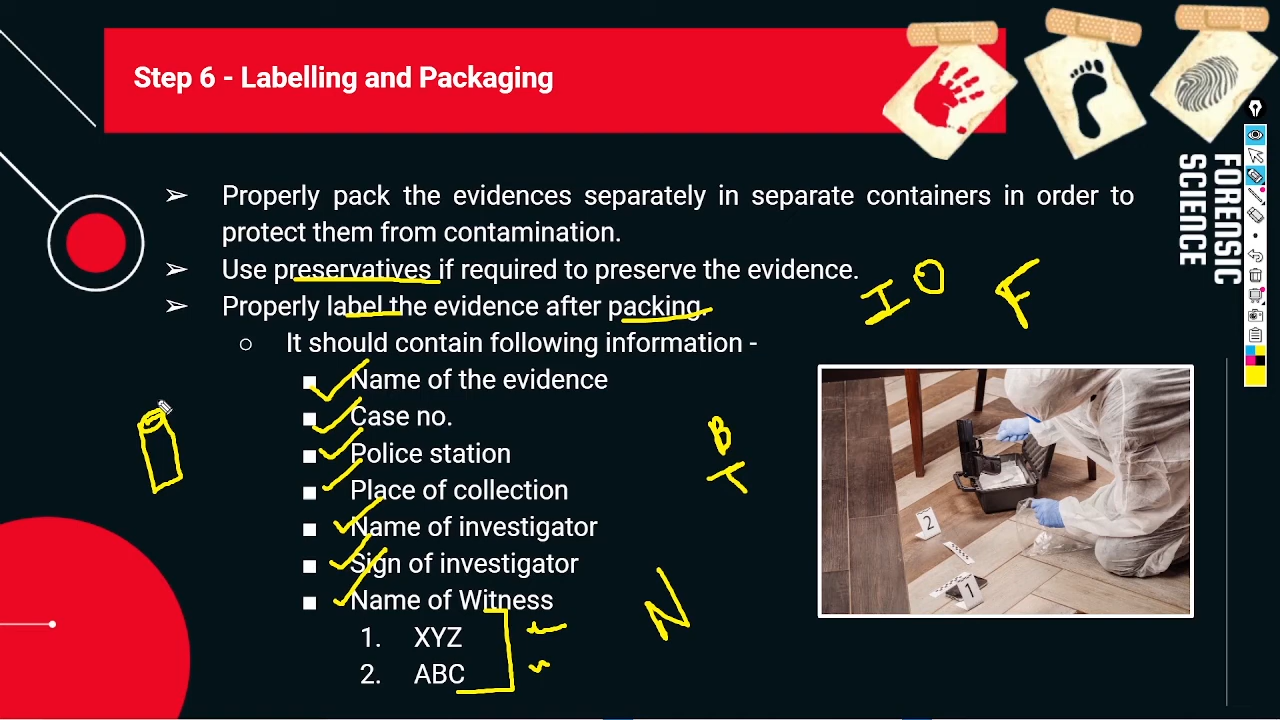 Step 6 - Labelling and Packaging
FORENSIC
SCIENCE
➢ Properly pack the evidences separately in separate containers in order to
protect them from contamination.
➢ Use preservatives if required to preserve the evidence.
➢ Properly label the evidence after packing.
IO F
○ It should contain following information -
■ Name of the evidence
■ Case no.
■ Police station
■ Place of collection
■ Name of investigator
■ Sign of investigator
■ Name of Witness
1. XYZ
2. ABC
B
T
N
2
1